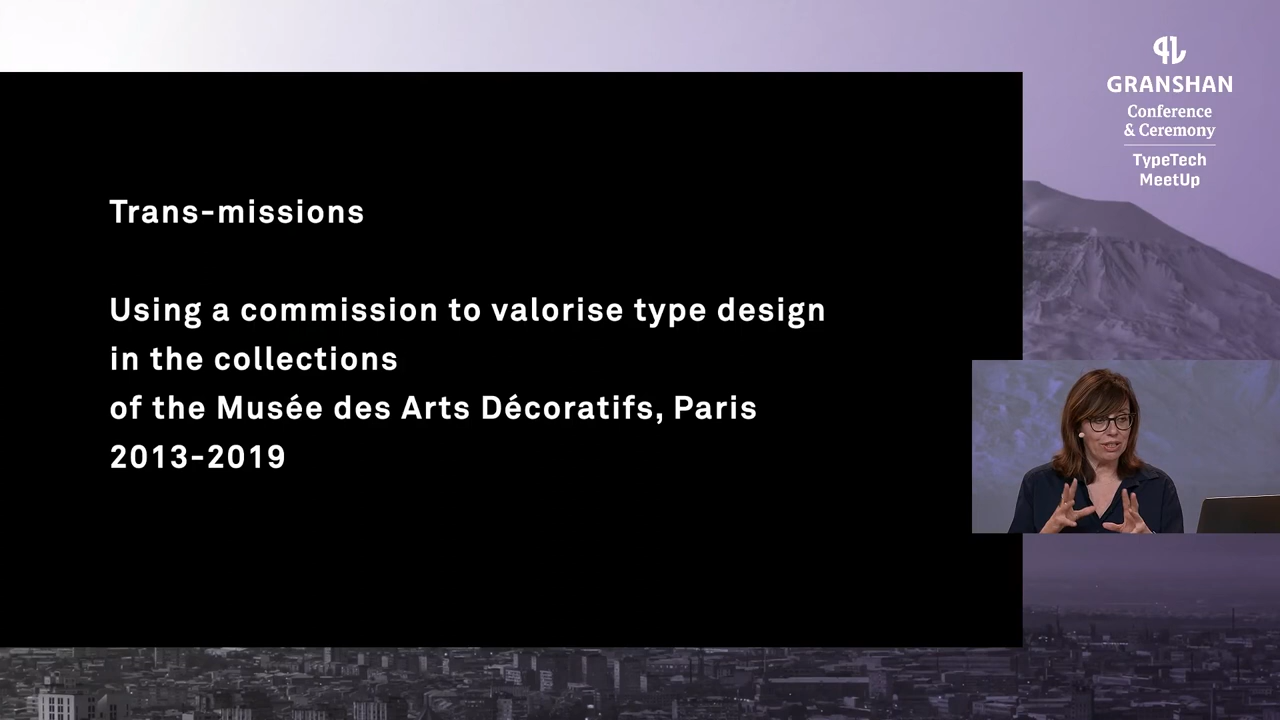 Trans-missions
Using a commission to valorise type design
in the collections
of the Musée des Arts Décoratifs, Paris
2013-2019
GRANSHAN
Conference
& Ceremony
TypeTech
MeetUp